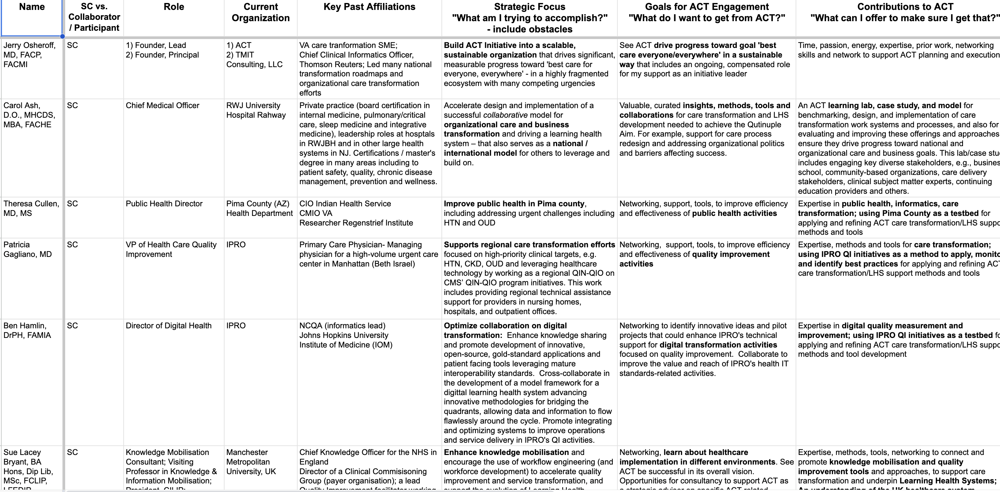 Name
SC vs.
Collaborator
/ Participant
Role
Current
Organization
Key Past Affiliations
Strategic Focus
"What am I trying to accomplish?"
- include obstacles
Goals for ACT Engagement
"What do I want to get from ACT?"
Contributions to ACT
"What can I offer to make sure I get that?"
Jerry Osheroff,
MD, FACP,
FACMI
SC
1) Founder, Lead
2) Founder, Principal
1) ACT
2) TMIT
Consulting, LLC
VA care tranformation SME;
Chief Clinical Informatics Officer,
Thomson Reuters; Led many national
transformation roadmaps and
organizational care transformation
efforts
Build ACT Initiative into a scalable,
sustainable organization that drives significant,
measurable progress toward 'best care for
everyone, everywhere' - in a highly fragmented
ecosystem with many competing urgencies
See ACT drive progress toward goal 'best
care everyone/everywhere' in a sustainable
way that includes an ongoing, compensated role
for my support as an initiative leader
Time, passion, energy, expertise, prior work, networking
skills and network to support ACT planning and execution
Carol Ash,
D.O., MHCDS,
MBA, FACHE
SC
Chief Medical Officer
RWJ University
Hospital Rahway
Private practice (board certification in
internal medicine, pulmonary/critical
care, sleep medicine and integrative
medicine), leadership roles at hosptals
in RWJBH and in other large health
systems in NJ. Certifications / master's
degree in many areas including to
patient safety, quality, chronic disease
management, prevention and wellness.
Accelerate design and implementation of a
successful collaborative model for
organizational care and business
transformation and driving a learning health
system – that also serves as a national /
international model for others to leverage and
build on.
Valuable, curated insights, methods, tools and
collaborations for care transformation and LHS
development needed to achieve the Qutinuple
Aim. For example, support for care process
redesign and addressing organizational politics
and barriers affecting success.
An ACT learning lab, case study, and model for
benchmarking, design, and implementation of care
transformation work systems and processes, and also for
evaluating and improving these offerings and approaches
ensure they drive progress toward national and
organizational care and business goals. This lab/case stu
includes engaging key diverse stakeholders, e.g., busines
school, community-based organizations, care delivery
stakeholders, clinical subject matter experts, continuing
education providers and others.
Theresa Cullen,
MD, MS
SC
Public Health Director
Pima County (AZ)
Health Department
CIO Indian Health Service
CMIO VA
Researcher Regenstrief Institute
Improve public health in Pima county,
including addressing urgent challenges including
HTN and OUD
Networking, support, tools, to improve efficiency
and effectiveness of public health activities
Expertise in public health, informatics, care
transformation; using Pima County as a testbed for
applying and refining ACT care transformation/LHS suppo
methods and tools
Patricia
Gagliano, MD
SC
VP of Health Care Quality
Improvement
IPRO
Primary Care Physician- Managing
physician for a high-volume urgent care
center in Manhattan (Beth Israel)
Supports regional care transformation efforts
focused on high-priority clinical targets, e.g.
HTN, CKD, OUD and leveraging healthcare
technology by working as a regional QIN-QIO on
CMS’ QIN-QIO program initiatives. This work
includes providing regional technical assistance
support for providers in nursing homes,
hospitals, and outpatient offices.
Networking,  support, tools, to improve efficiency
and effectiveness of quality improvement
activities
Expertise, methods and tools for care transformation;
using IPRO QI initiatives as a method to apply, monito
and identify best practices for applying and refining ACT
care transformation/LHS support methods and tools
Ben Hamlin,
DrPH, FAMIA
SC
Director of Digital Health
IPRO
NCQA (informatics lead)
Johns Hopkins University
Institute of Medicine (IOM)
Optimize collaboration on digital
transformation:  Enhance knowledge sharing
and promote development of innovative,
open-source, gold-standard applications and
patient facing tools leveraging mature
interoperability standards.  Cross-collaborate in
the development of a model framework for a
digittal learning health system advancing
innovative methodologies for bridging the
quadrants, allowing data and information to flow
flawlessly around the cycle. Promote integrating
and optimizing systems to improve operations
and service delivery in IPRO's QI activities.
Networking to identify innovative ideas and pilot
projects that could enhance IPRO's technical
support for digital transformation activities
focused on quality improvement.  Collaborate to
improve the value and reach of IPRO's health IT
standards-related activities.
Expertise in digital quality measurement and
improvement; using IPRO QI initiatives as a testbed fo
applying and refining ACT care transformation/LHS suppo
methods and tool development
Sue Lacey
Bryant, BA
Hons, Dip Lib,
MSc, FCLIP,
SC
Knowledge Mobilisation
Consultant; Visiting
Professor in Knowledge &
Information Mobilisation;
President, CILIP;
Manchester
Metropolitan
University, UK
Chief Knowledge Officer for the NHS in
England
Director of a Clinical Commisisoning
Group (payer organisation); a lead
Quality Improvement facilitator working
Enhance knowledge mobilisation and
encourage the use of workflow engineering (and
workforce development) to accelerate quality
improvement and service transformation, and
support the evolution of Learning Health
Networking, learn about healthcare
implementation in different environments. See
ACT be successful in its overall vision.
Opportunities for consultancy to support ACT as
a strategic adviser on specific ACT-related
Expertise, methods, tools, networking to connect and
promote knowledge mobilisation and quality
improvement tools and approaches, to support care
transformation and underpin Learning Health Systems;
An understanding of the UK healthcare system